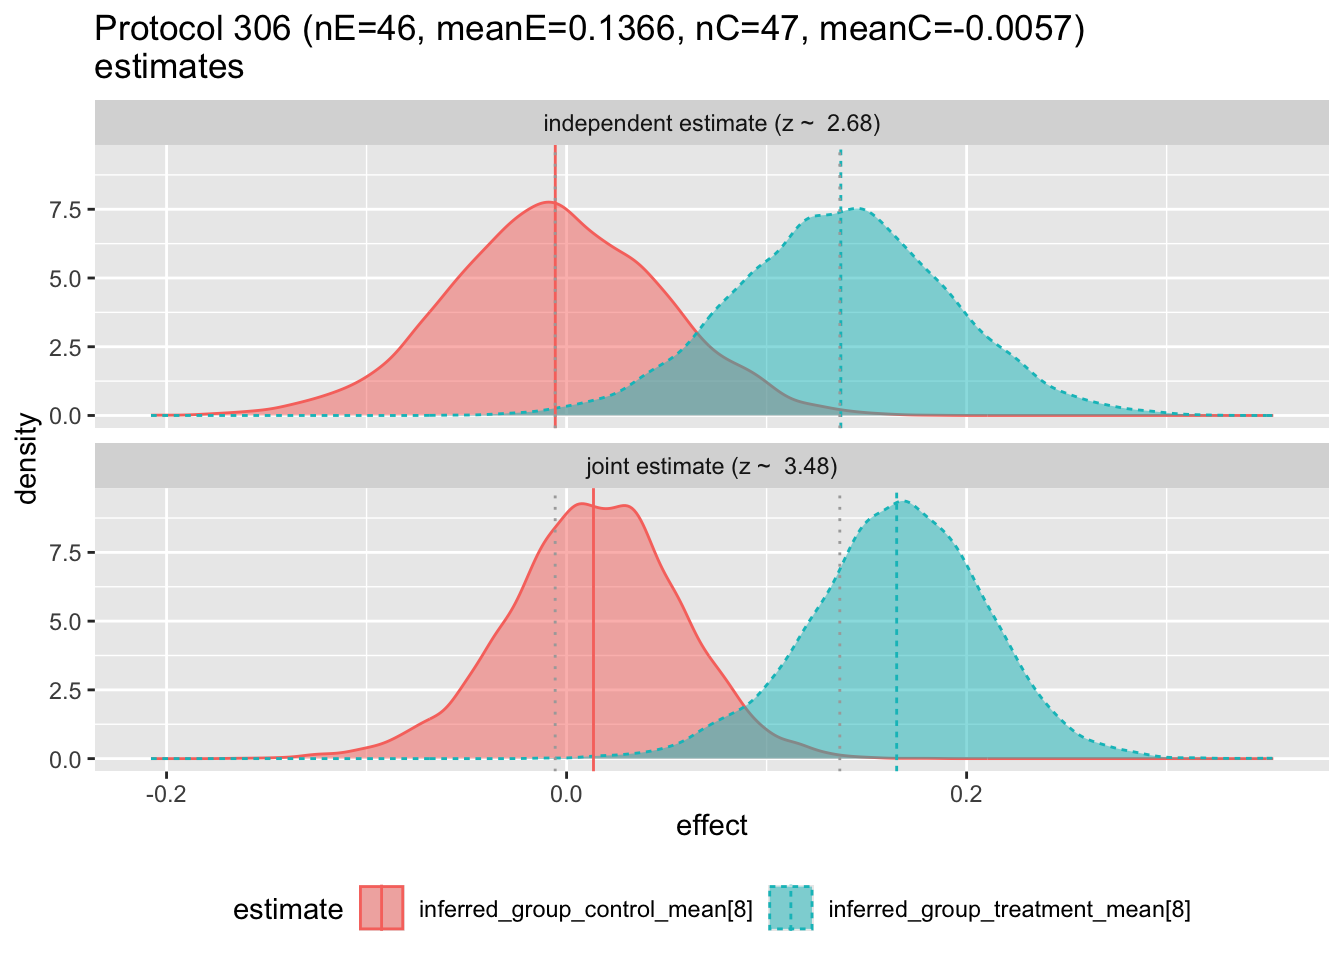 Protocol 306 (nE=46, meanE=0.1366, nC=47, meanC=-0.0057)
estimates
independent estimate (z ~  2.68)
7.5
5.0
2.5
0.0
density
joint estimate (z ~  3.48)
7.5
5.0
2.5
0.0
-0.2
0.0
0.2
effect
estimate
inferred_group_control_mean[8]
inferred_group_treatment_mean[8]